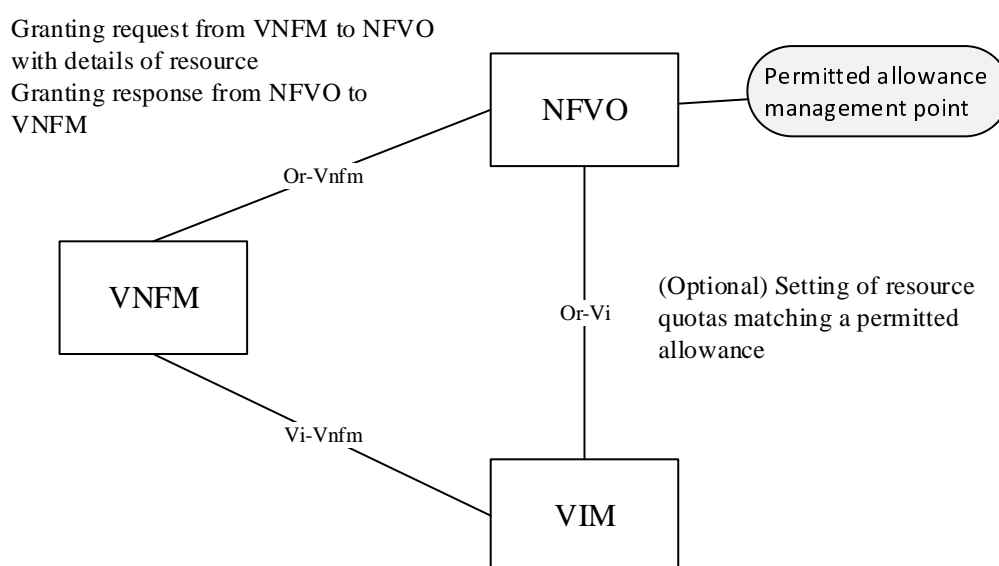 Granting request from VNFM to NFVO
with details of resource
Granting response from NFVO to
VNFM
NFVO
Permitted allowance
management point
Or-Vnfm
VNFM
(Optional) Setting of resource
quotas matching a permitted
allowance
Or-Vi
Vi-Vnfm
VIM